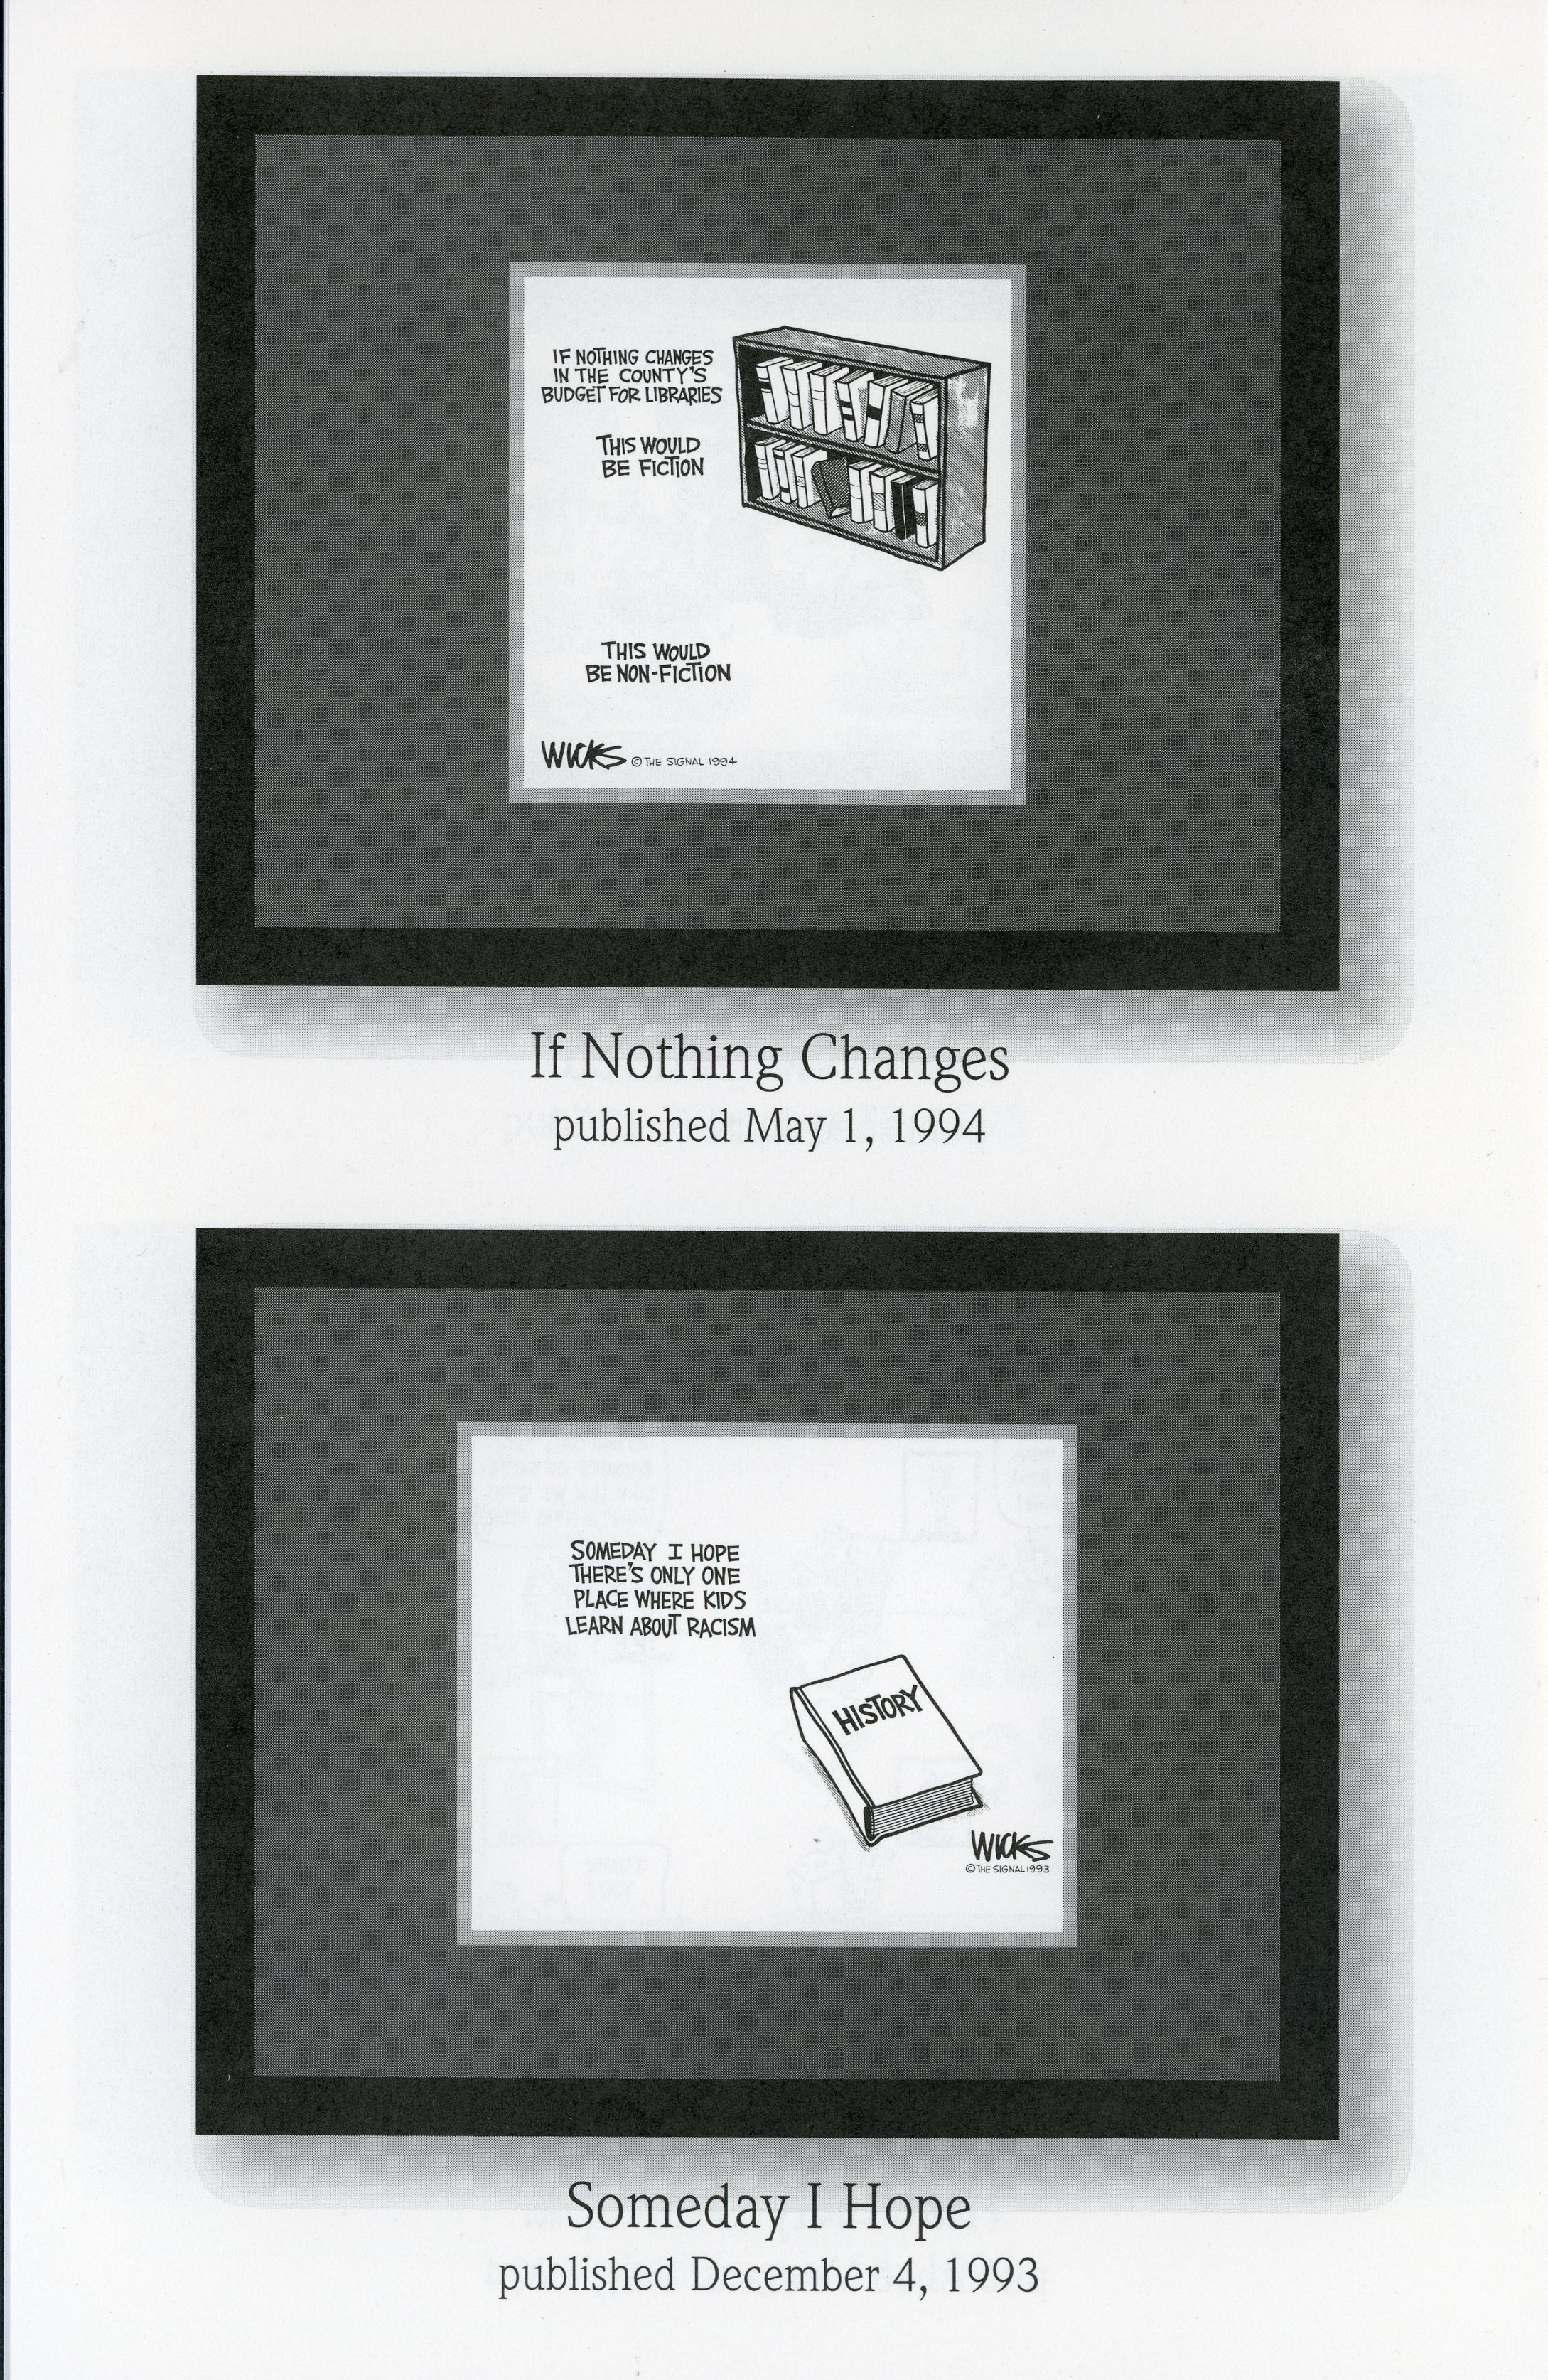 IF NOTHING CHANGES
IN THE COUNTY'S
BUDGET FOR LIBRARIES
THIS WOULD
BE FICTION
THIS WOULD
BE NON-FICTION
WICKS © THE SIGNAL 1994
If Nothing Changes
published May 1, 1994
SOMEDAY I HOPE
THERE'S ONLY ONE
PLACE WHERE KIDS
LEARN ABOUT RACISM
HISTORY
WICKS
© THE SIGNAL 1993
Someday I Hope
published December 4, 1993